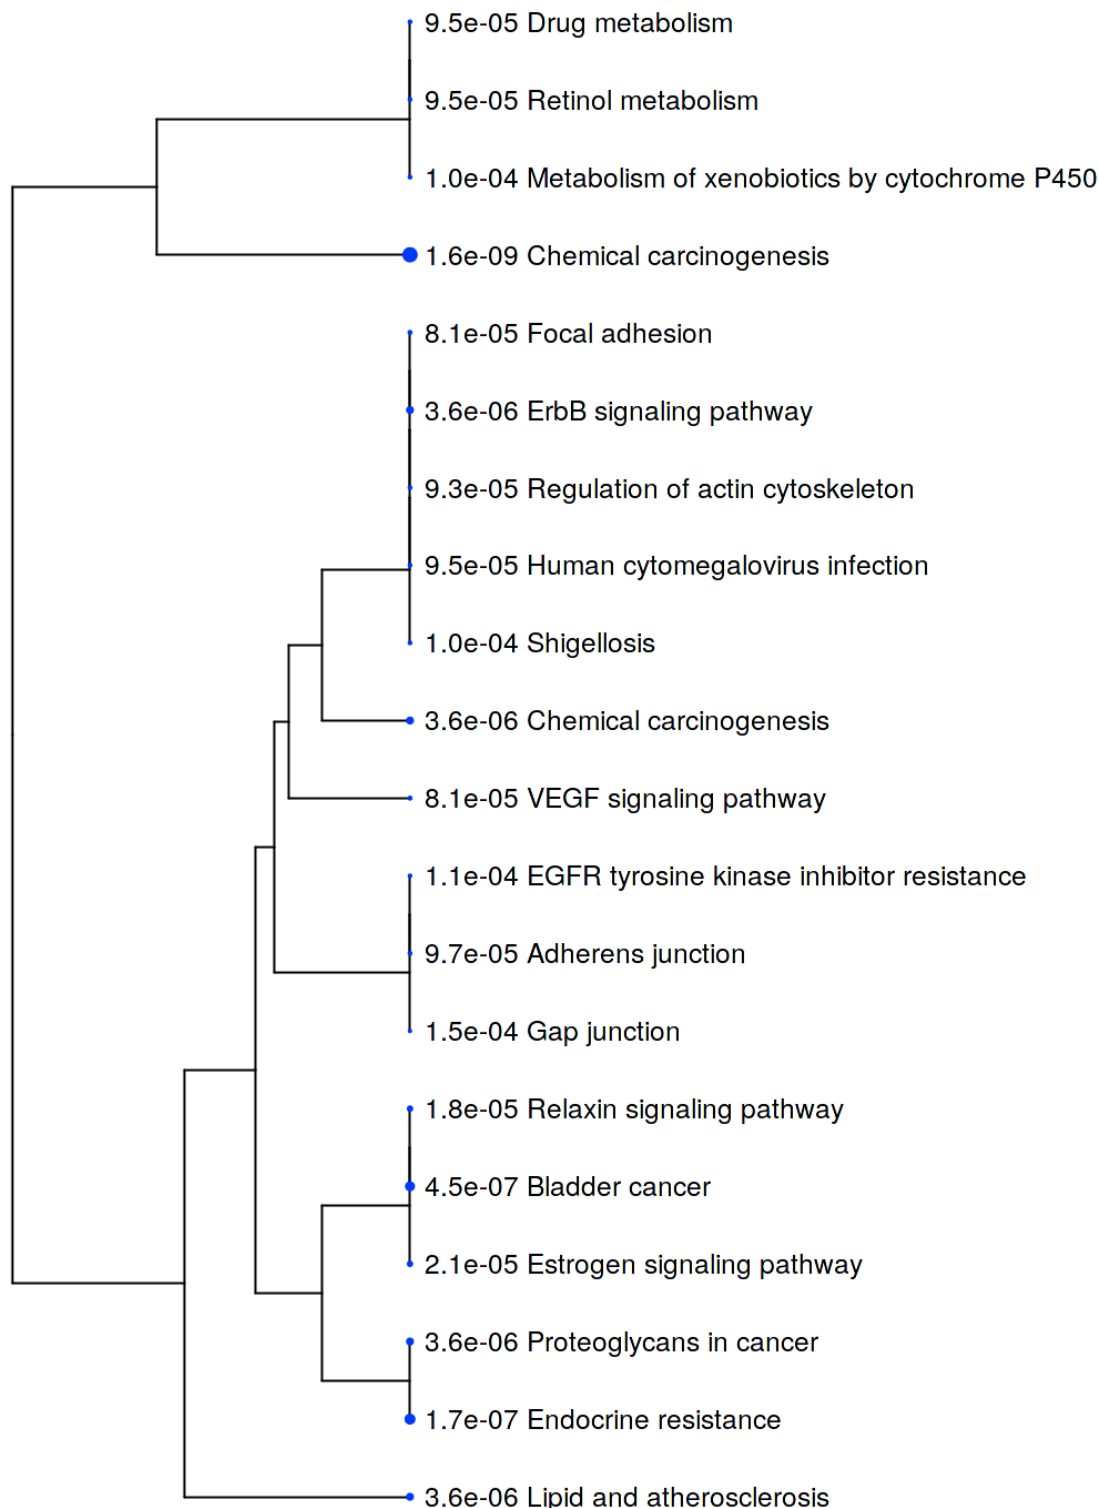 9.5e-05 Drug metabolism
9.5e-05 Retinol metabolism
1.0e-04 Metabolism of xenobiotics by cytochrome P450
1.6e-09 Chemical carcinogenesis
8.1e-05 Focal adhesion
3.6e-06 ErbB signaling pathway
9.3e-05 Regulation of actin cytoskeleton
9.5e-05 Human cytomegalovirus infection
1.0e-04 Shigellosis
3.6e-06 Chemical carcinogenesis
8.1e-05 VEGF signaling pathway
1.1e-04 EGFR tyrosine kinase inhibitor resistance
9.7e-05 Adherens junction
1.5e-04 Gap junction
1.8e-05 Relaxin signaling pathway
4.5e-07 Bladder cancer
2.1e-05 Estrogen signaling pathway
3.6e-06 Proteoglycans in cancer
1.7e-07 Endocrine resistance
3.6e-06 Lipid and atherosclerosis